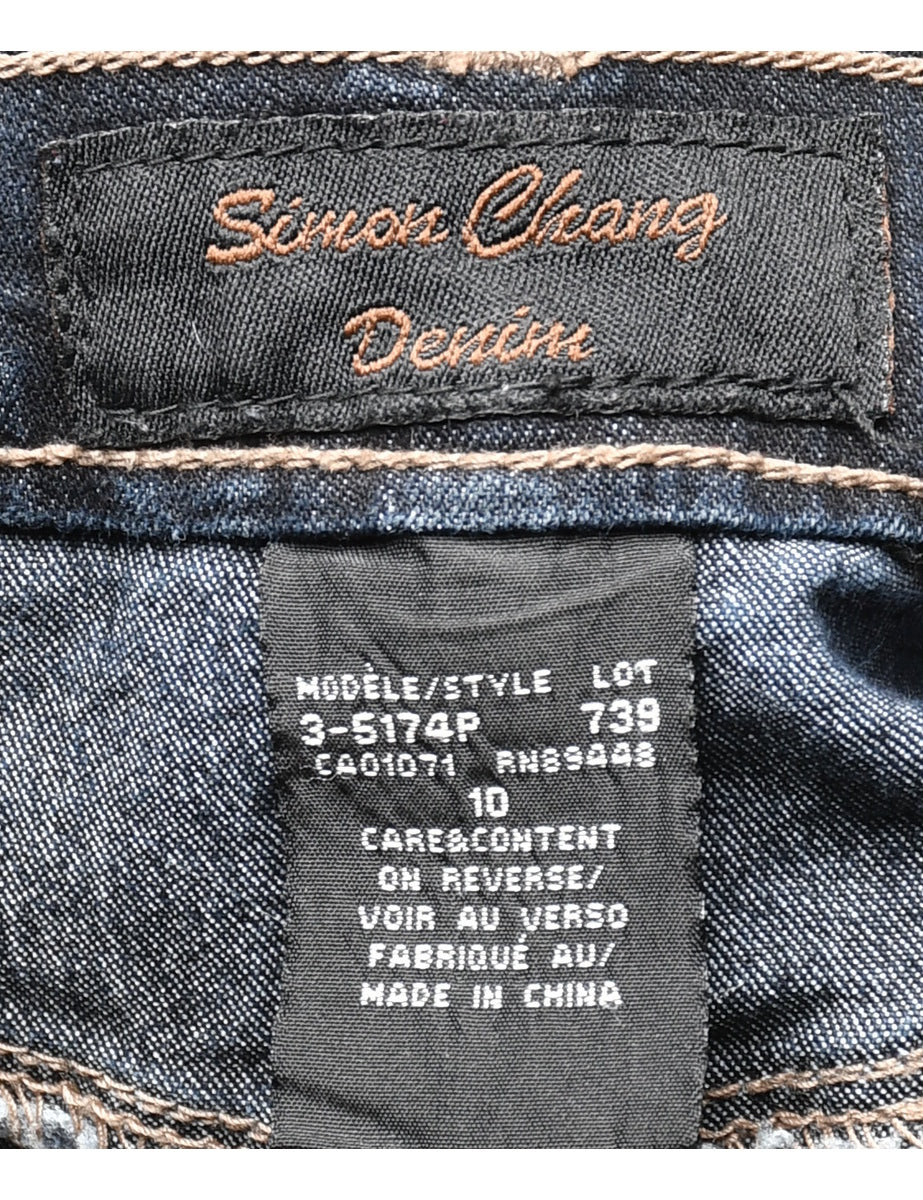 Simon Chang
Denim
MODÈLE/STYLE LOT
3-5174P 739
CA01071 RN89448
10
CARE&CONTENT
ON REVERSE/
VOIR AU VERSO
FABRIQUÉ AU/
MADE IN CHINA